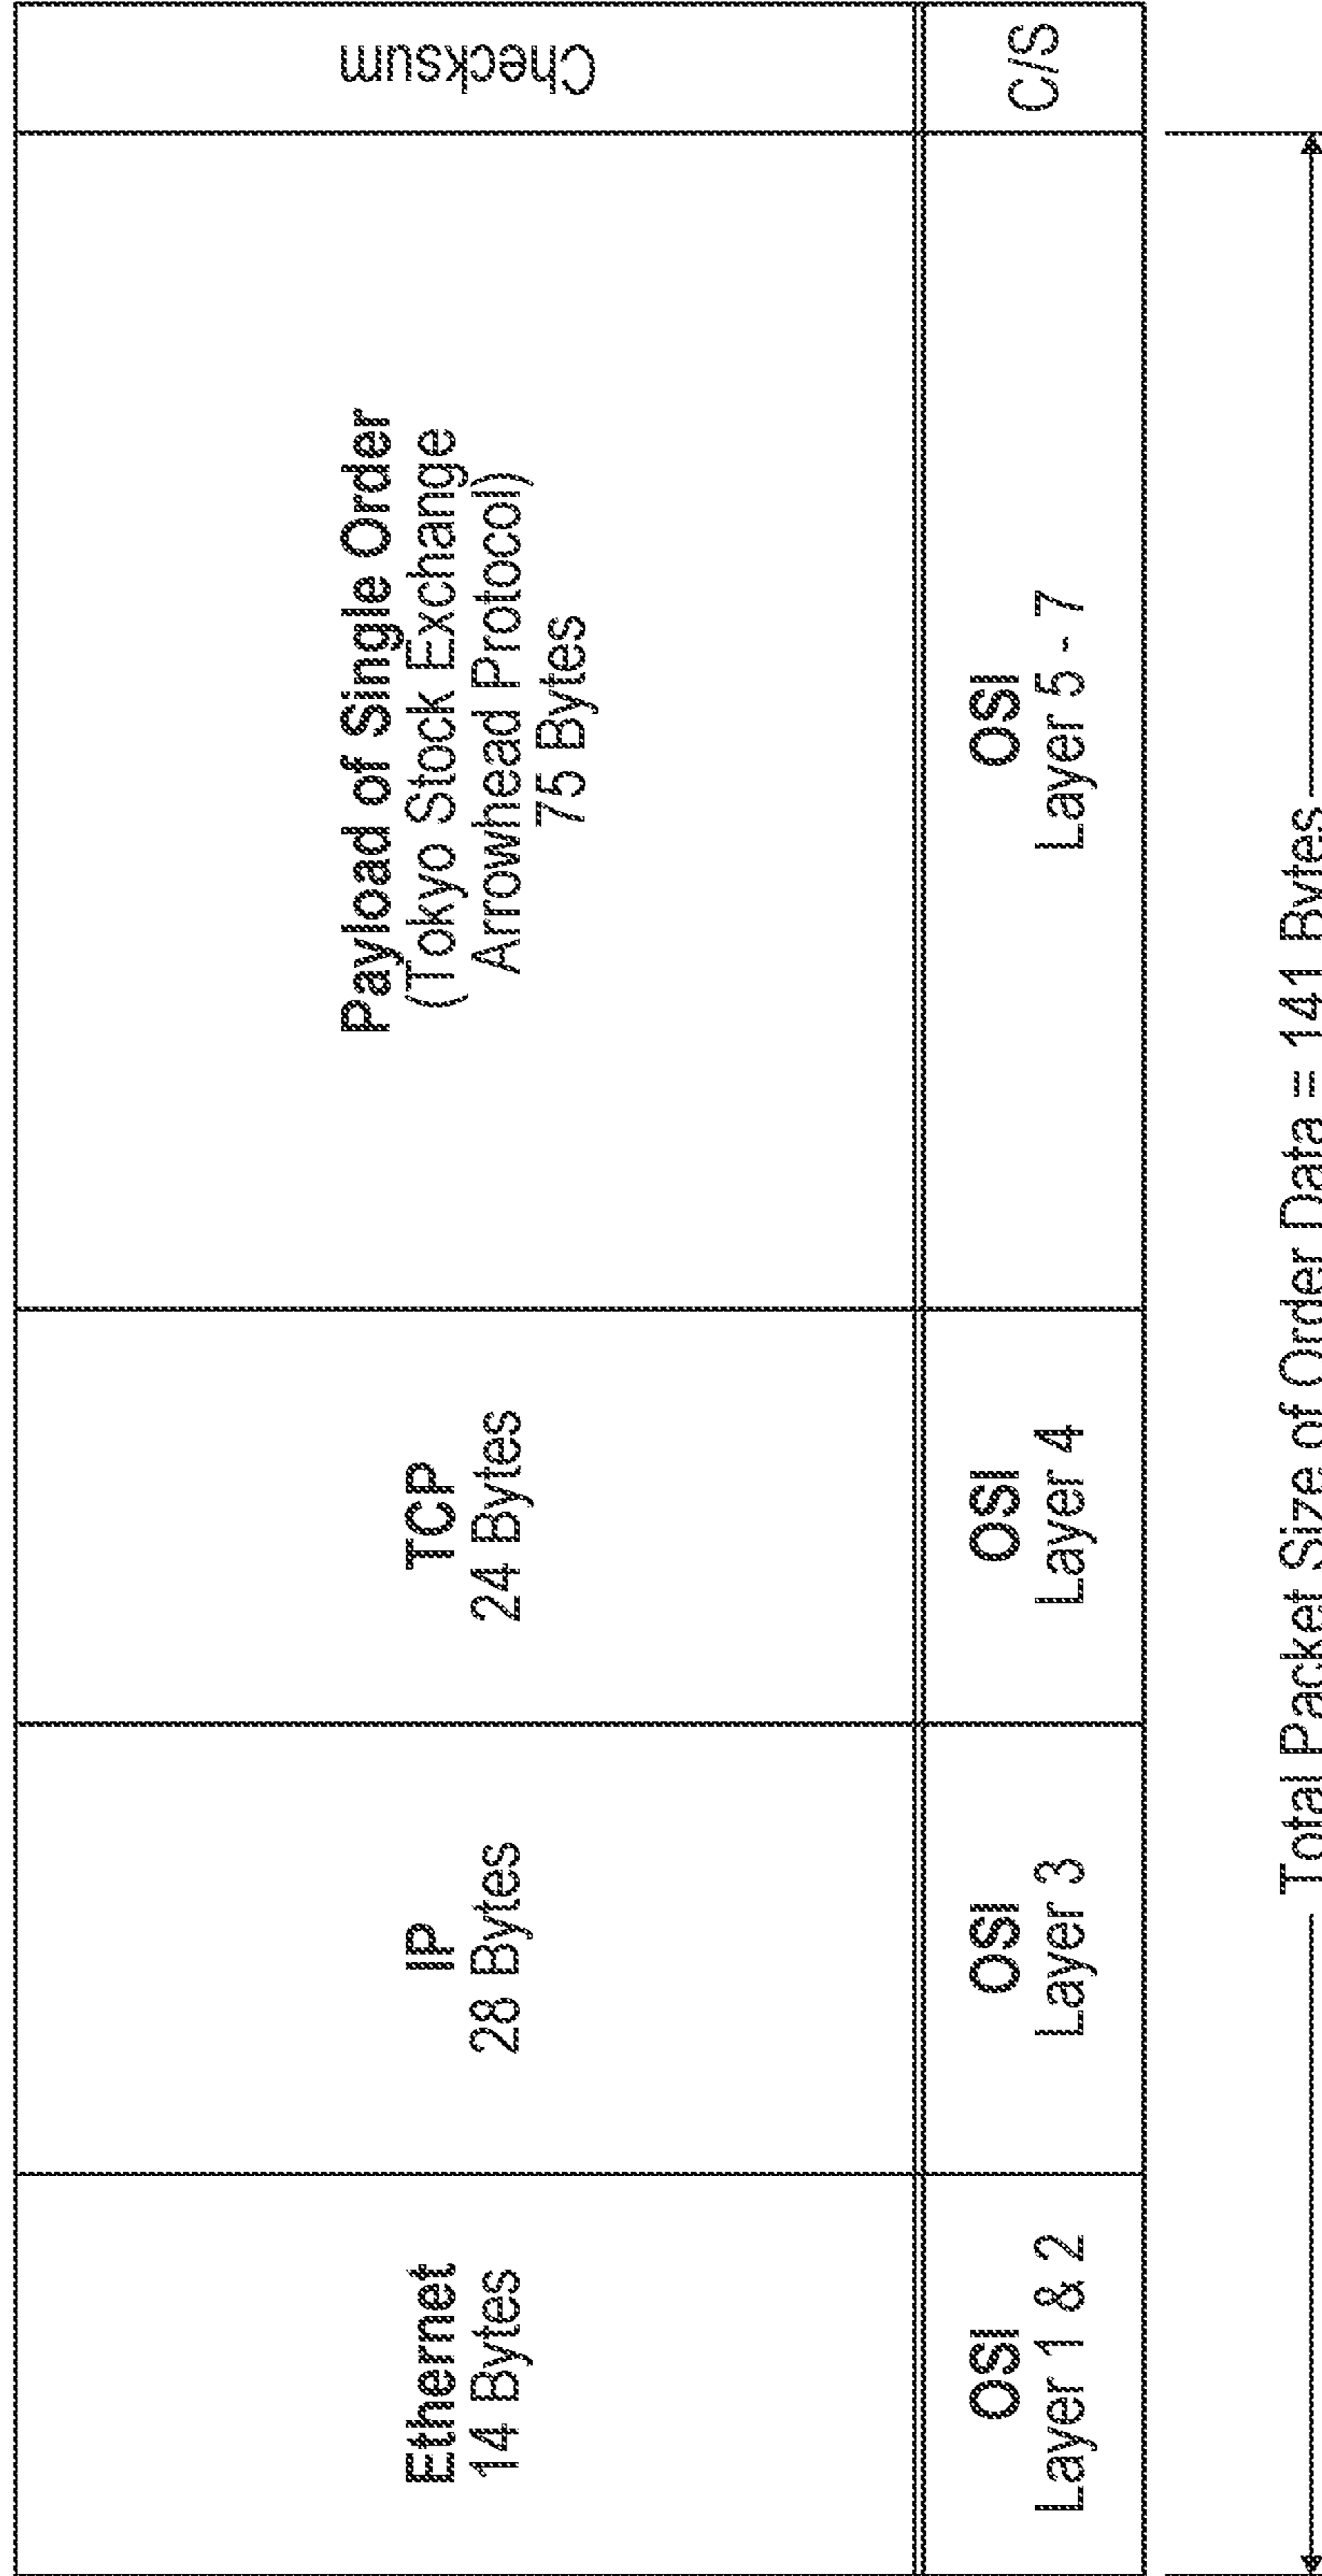 Ethernet
14 Bytes
IP
28 Bytes
TCP
24 Bytes
Payload of Single Order
(Tokyo Stock Exchange
Arrowhead Protocol)
75 Bytes
Checksum
OSI
Layer 1 & 2
OSI
Layer 3
OSI
Layer 4
OSI
Layer 5 - 7
C/S
Total Packet Size of Order Data = 141 Bytes